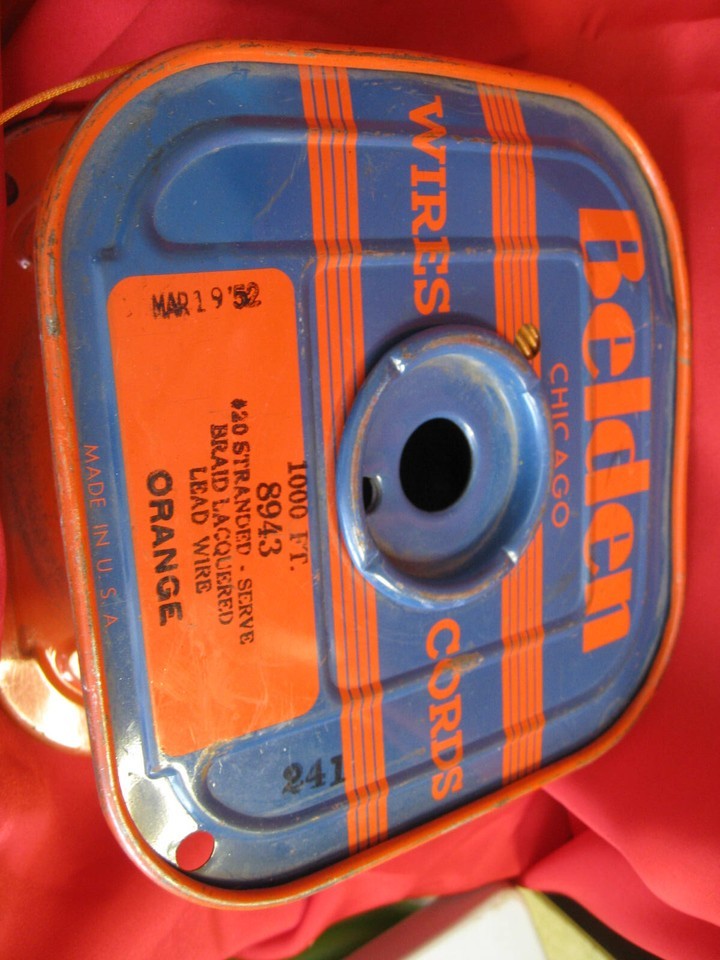 Belden
CHICAGO
WIRES CORDS
1000 FT.
8943
#20 STRANDED - SERVE
BRAID LACQUERED
LEAD WIRE
ORANGE
MAR 19 '52
241
MADE IN U.S.A.